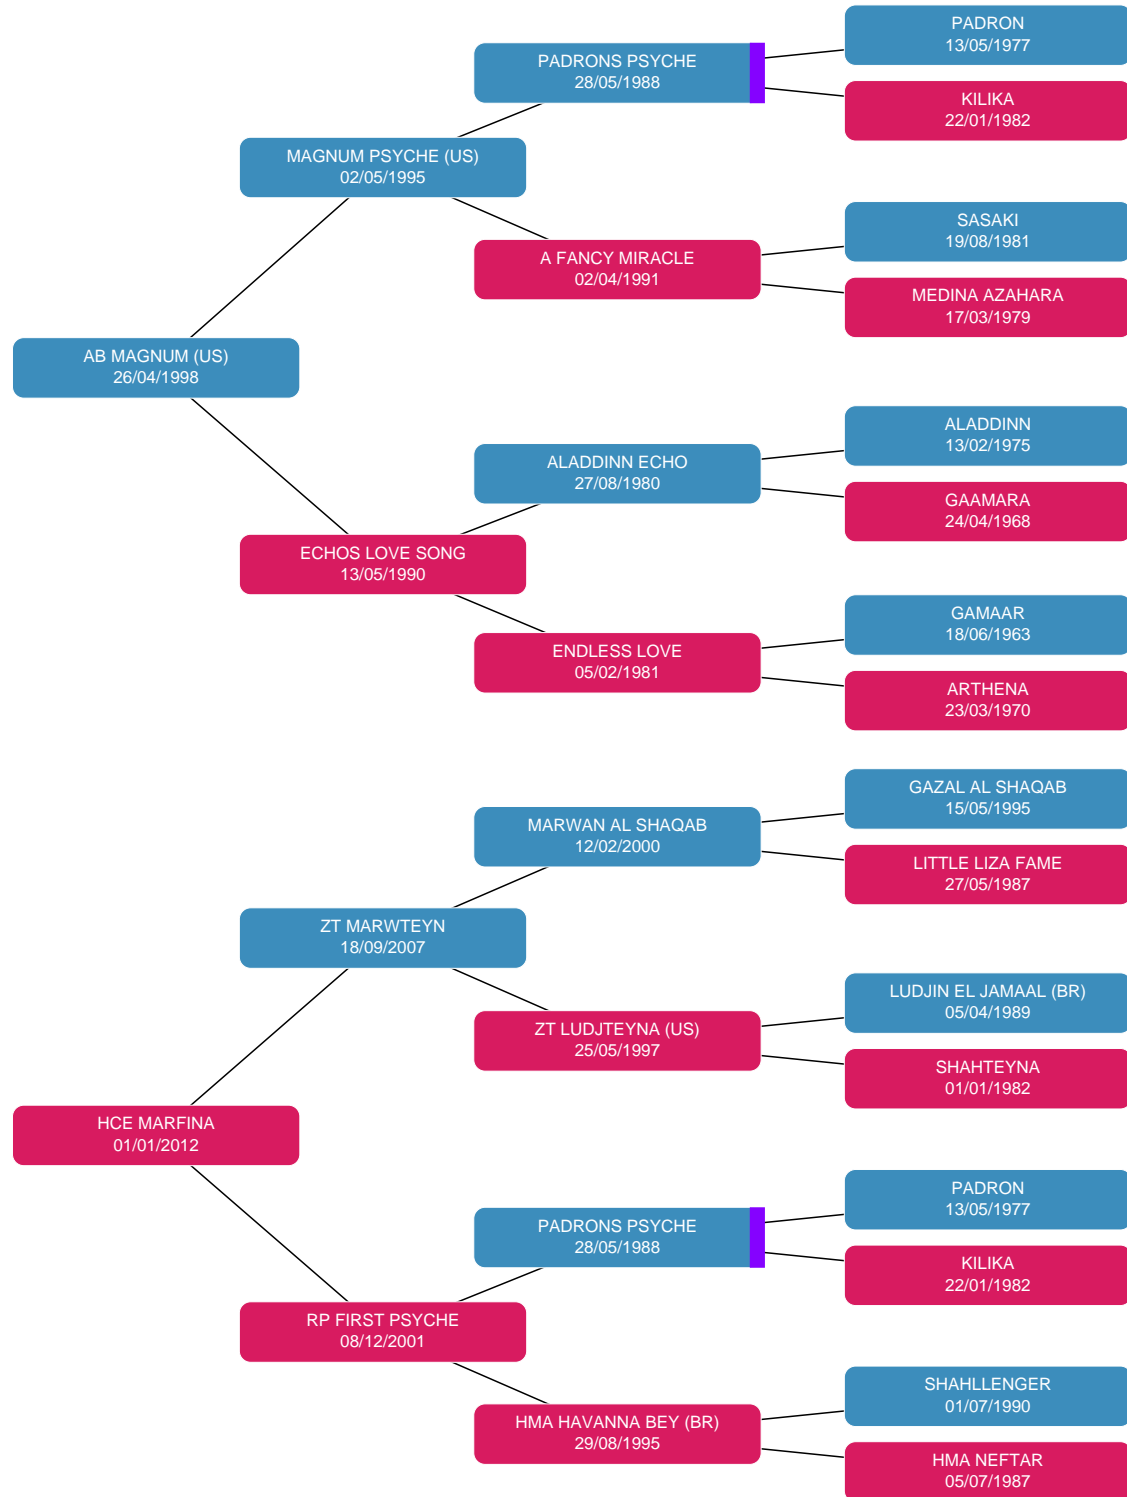 PADRON
13/05/1977
PADRONS PSYCHE
28/05/1988
KILIKA
22/01/1982
MAGNUM PSYCHE (US)
02/05/1995
SASAKI
19/08/1981
A FANCY MIRACLE
02/04/1991
MEDINA AZAHARA
17/03/1979
AB MAGNUM (US)
26/04/1998
ALADDINN
13/02/1975
ALADDINN ECHO
27/08/1980
GAAMARA
24/04/1968
ECHOS LOVE SONG
13/05/1990
GAMAAR
18/06/1963
ENDLESS LOVE
05/02/1981
ARTHENA
23/03/1970
GAZAL AL SHAQAB
15/05/1995
MARWAN AL SHAQAB
12/02/2000
LITTLE LIZA FAME
27/05/1987
ZT MARWTEYN
18/09/2007
LUDJIN EL JAMAAL (BR)
05/04/1989
ZT LUDJTEYNA (US)
25/05/1997
SHAHTEYNA
01/01/1982
HCE MARFINA
01/01/2012
PADRON
13/05/1977
PADRONS PSYCHE
28/05/1988
KILIKA
22/01/1982
RP FIRST PSYCHE
08/12/2001
SHAHLLENGER
01/07/1990
HMA HAVANNA BEY (BR)
29/08/1995
HMA NEFTAR
05/07/1987